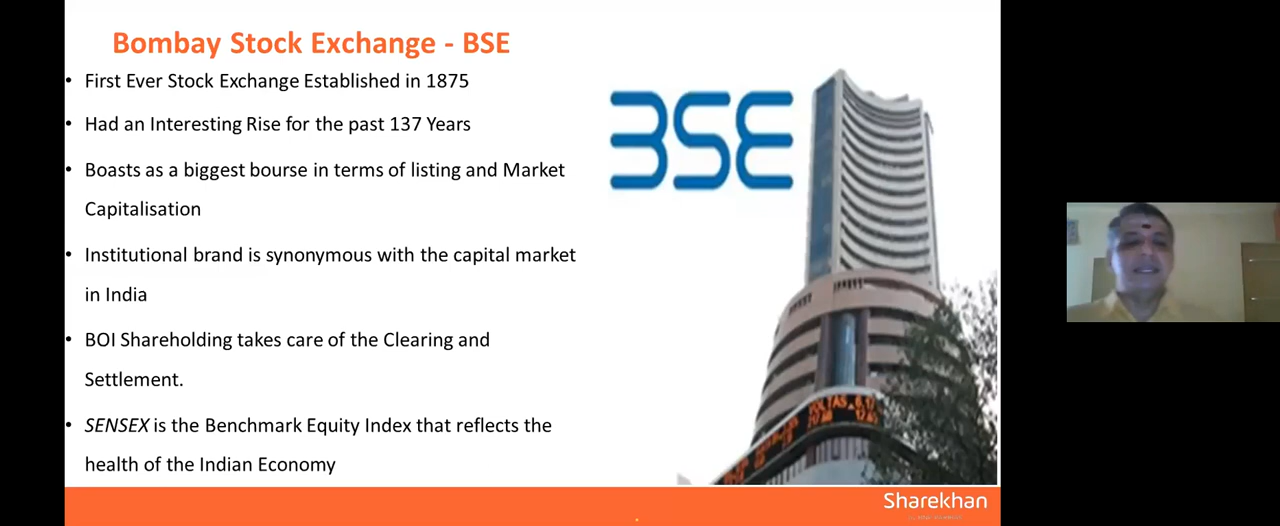 Bombay Stock Exchange - BSE
• First Ever Stock Exchange Established in 1875
• Had an Interesting Rise for the past 137 Years
• Boasts as a biggest bourse in terms of listing and Market
Capitalisation
• Institutional brand is synonymous with the capital market
in India
• BOI Shareholding takes care of the Clearing and
Settlement.
• SENSEX is the Benchmark Equity Index that reflects the
health of the Indian Economy
BSE
Sharekhan